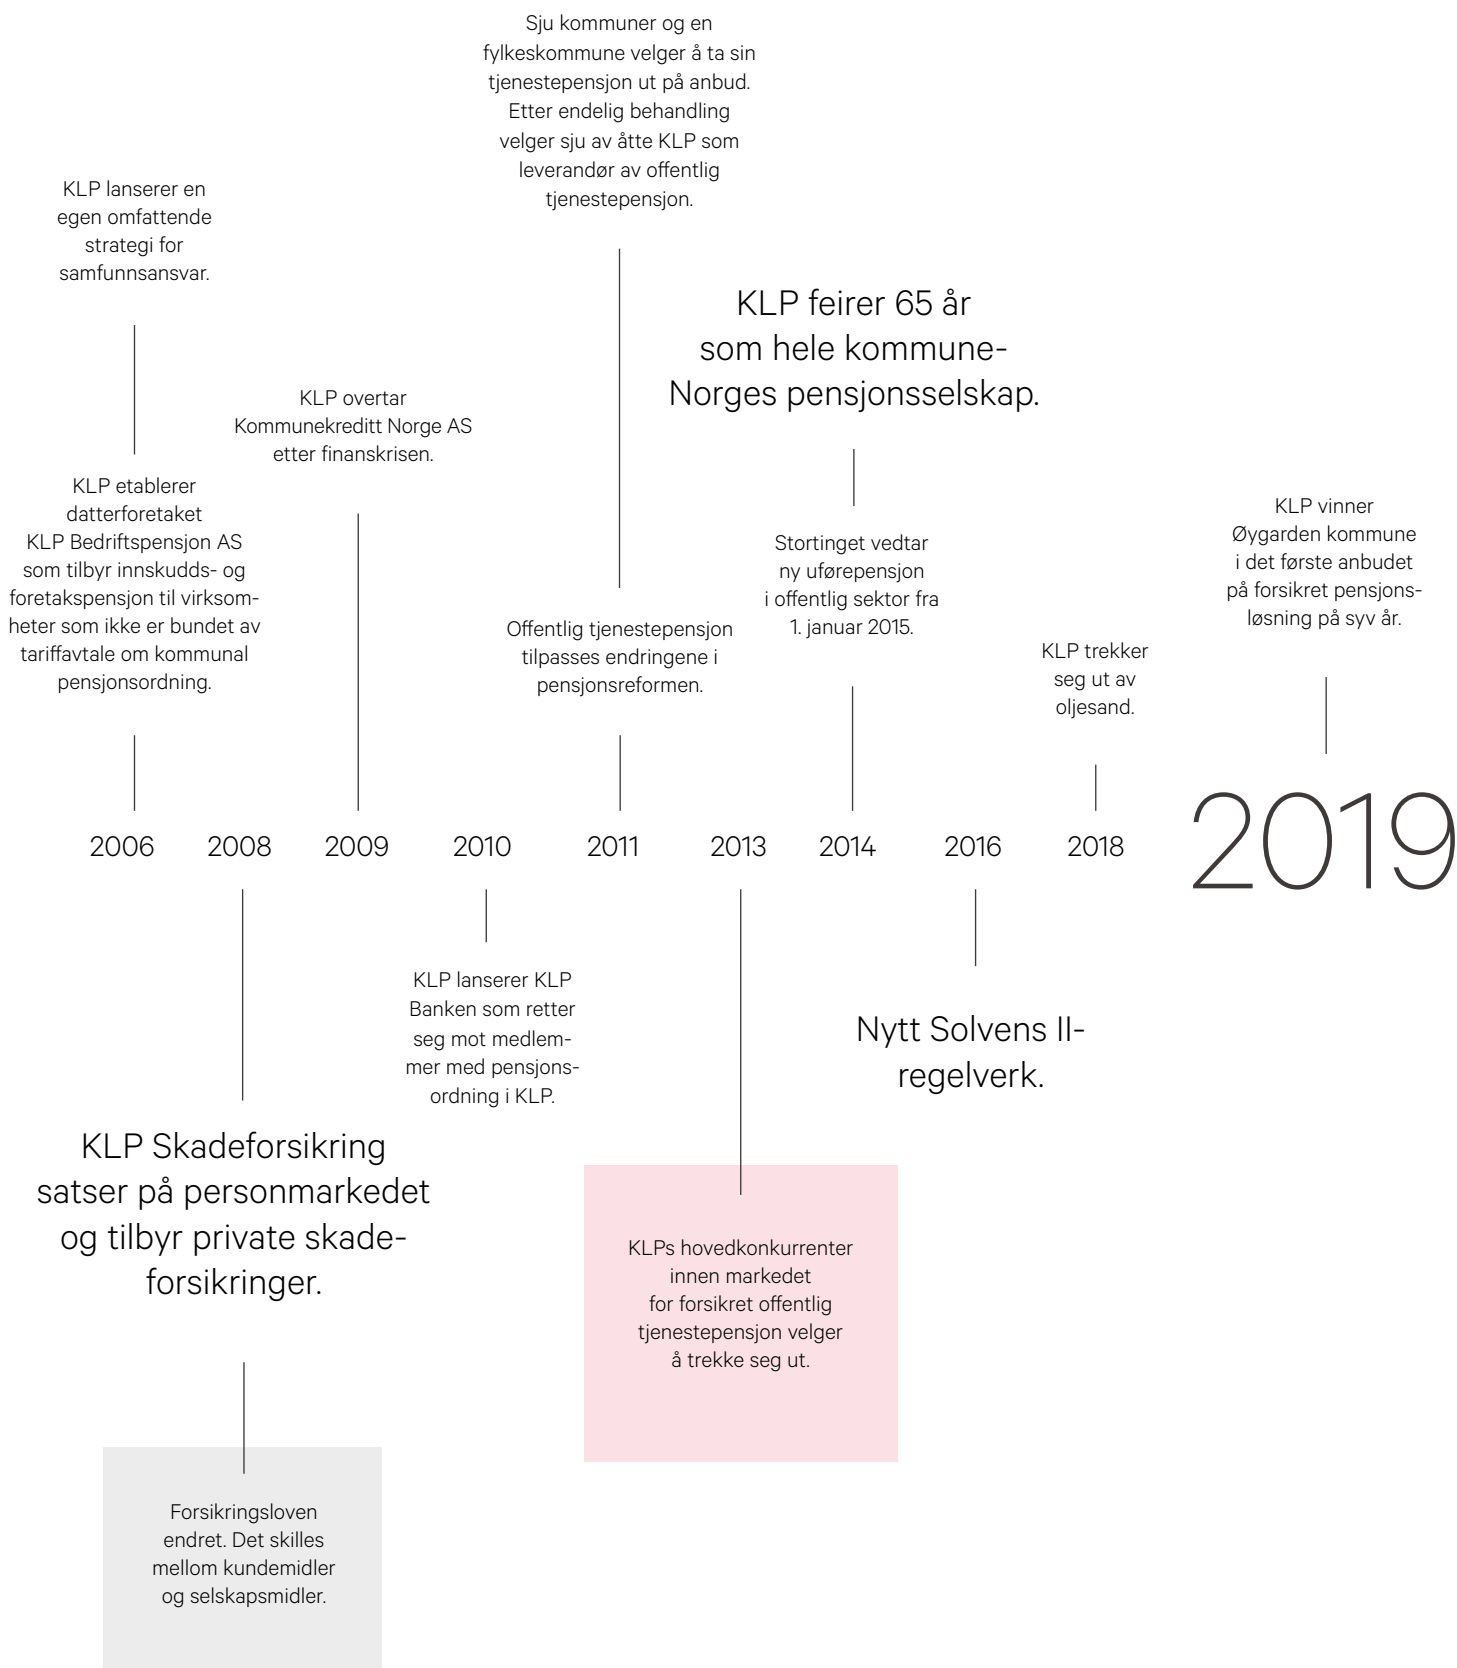 Sju kommuner og en
fylkeskommune velger å ta sin
tjenestepensjon ut på anbud.
Etter endelig behandling
velger sju av åtte KLP som
leverandør av offentlig
tjenestepensjon.
KLP lanserer en
egen omfattende
strategi for
samfunnsansvar.
KLP feirer 65 år
som hele kommune-
Norges pensjonsselskap.
KLP overtar
Kommunekreditt Norge AS
etter finanskrisen.
KLP etablerer
datterforetaket
KLP Bedriftspensjon AS
som tilbyr innskudds- og
foretakspensjon til virksom-
heter som ikke er bundet av
tariffavtale om kommunal
pensjonsordning.
Offentlig tjenestepensjon
tilpasses endringene i
pensjonsreformen.
Stortinget vedtar
ny uførepensjon
i offentlig sektor fra
1. januar 2015.
KLP trekker
seg ut av
oljesand.
KLP vinner
Øygarden kommune
i det første anbudet
på forsikret pensjons-
løsning på syv år.
2006 2008 2009 2010 2011 2013 2014 2016 2018 2019
KLP lanserer KLP
Banken som retter
seg mot medlem-
mer med pensjons-
ordning i KLP.
Nytt Solvens II-
regelverk.
KLP Skadeforsikring
satser på personmarkedet
og tilbyr private skade-
forsikringer.
KLPs hovedkonkurrenter
innen markedet
for forsikret offentlig
tjenestepensjon velger
å trekke seg ut.
Forsikringsloven
endret. Det skilles
mellom kundemidler
og selskapsmidler.